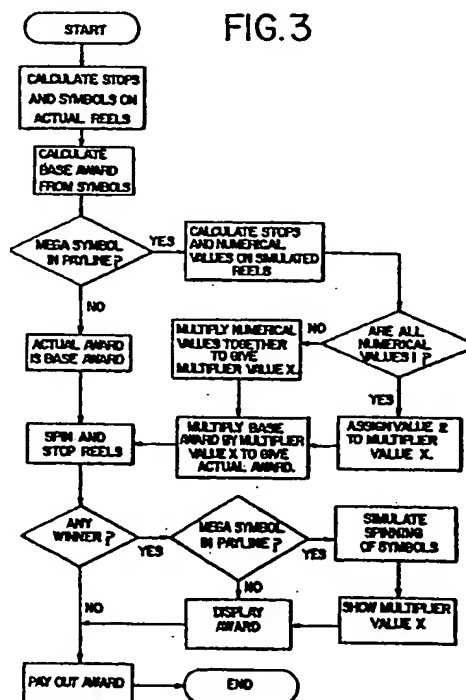 FIG.3
START
CALCULATE STOPS
AND SYMBOLS ON
ACTUAL REELS
CALCULATE
BASE AWARD
FROM SYMBOLS
MEGA SYMBOL
IN PAYLINE?
YES
CALCULATE STOPS
AND NUMERICAL
VALUES ON SIMULATED
REELS
NO
ARE ALL
NUMERICAL
VALUES 1?
NO
MULTIPLY NUMERICAL
VALUES TOGETHER
TO GIVE
MULTIPLIER VALUE X.
ACTUAL AWARD
IS BASE AWARD
YES
ASSIGN VALUE 2
TO MULTIPLIER
VALUE X.
MULTIPLY BASE
AWARD BY MULTIPLIER
VALUE X TO GIVE
ACTUAL AWARD.
SPIN AND
STOP REELS
ANY
WINNER?
YES
MEGA SYMBOL
IN PAYLINE?
YES
SIMULATE
SPINNING
OF SYMBOLS
NO
NO
DISPLAY
AWARD
SHOW MULTIPLIER
VALUE X
PAY OUT AWARD
END